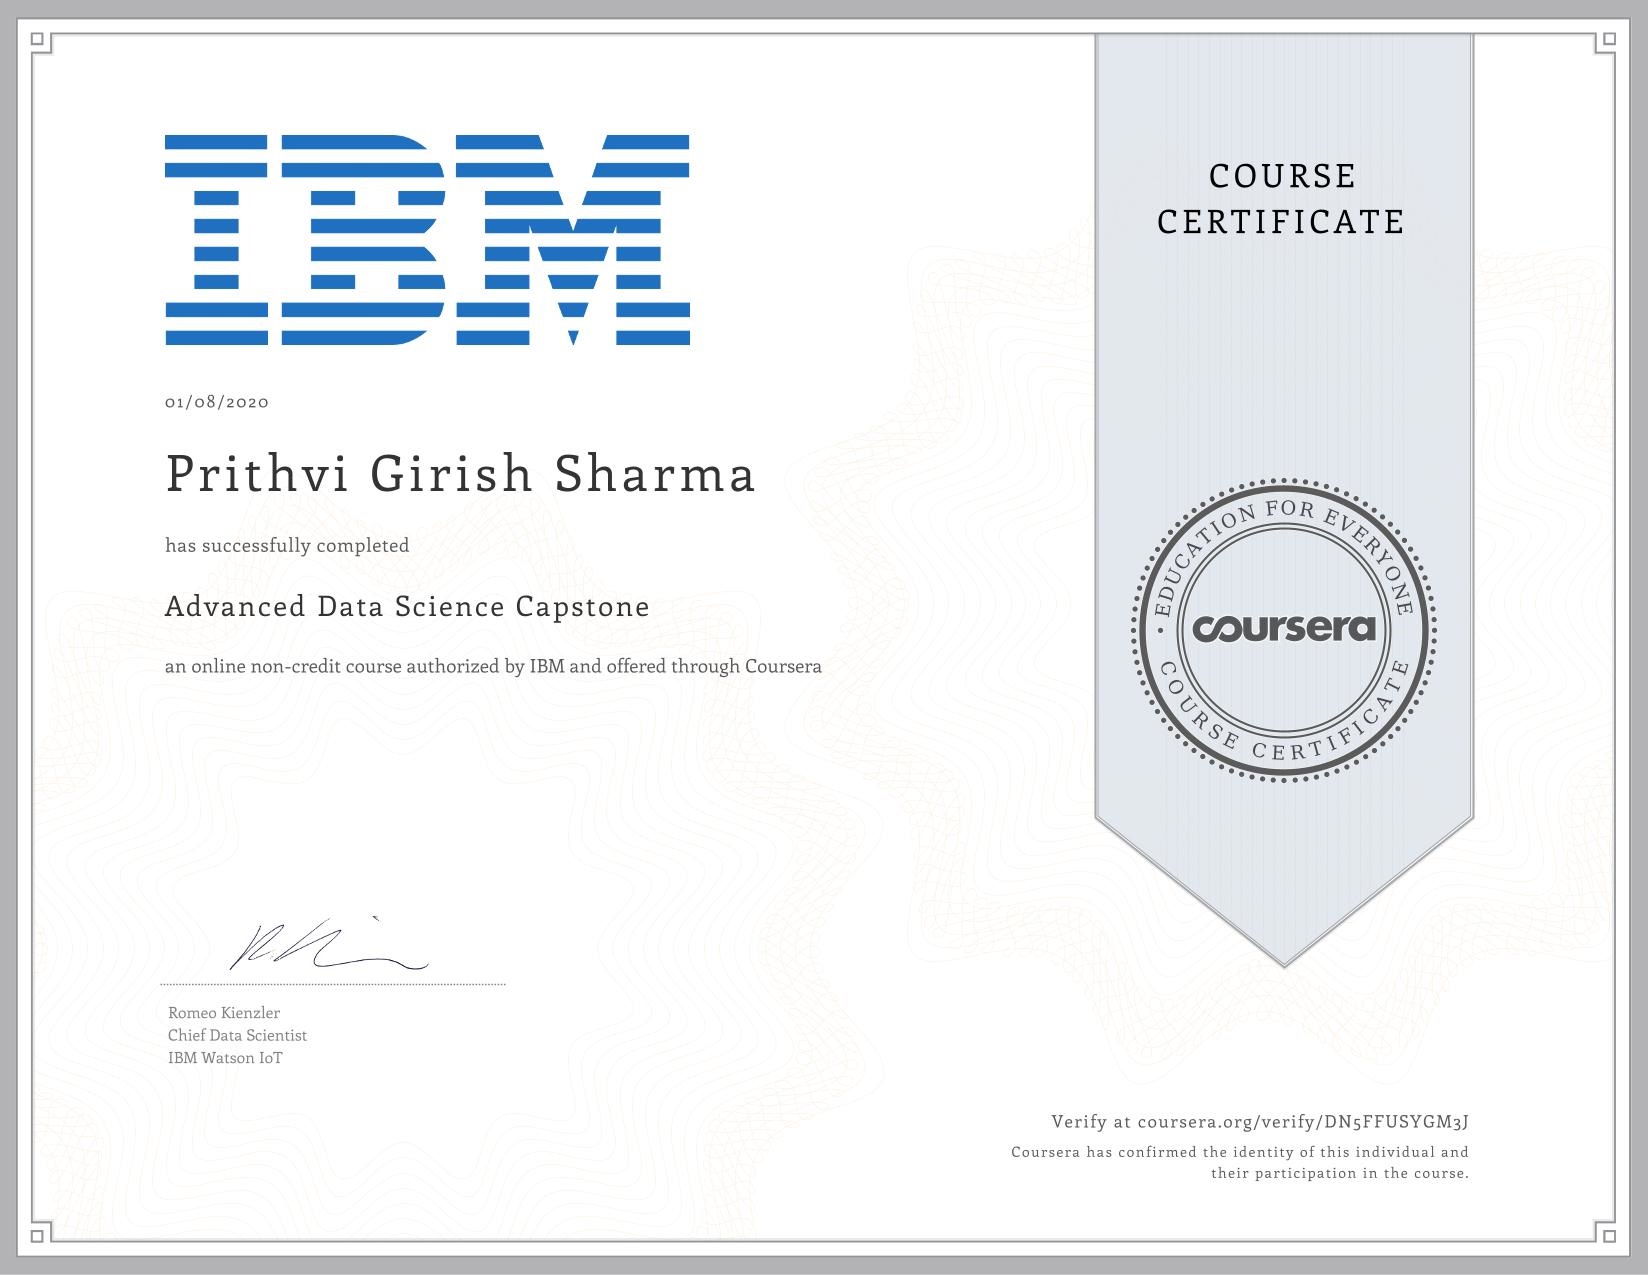 IBM
01/08/2020
Prithvi Girish Sharma
has successfully completed
Advanced Data Science Capstone
an online non-credit course authorized by IBM and offered through Coursera
Romeo Kienzler
Chief Data Scientist
IBM Watson IoT
COURSE
CERTIFICATE
• EDUCATION FOR EVERYONE •
coursera
COURSE CERTIFICATE
Verify at coursera.org/verify/DN5FFUSYGM3J
Coursera has confirmed the identity of this individual and
their participation in the course.